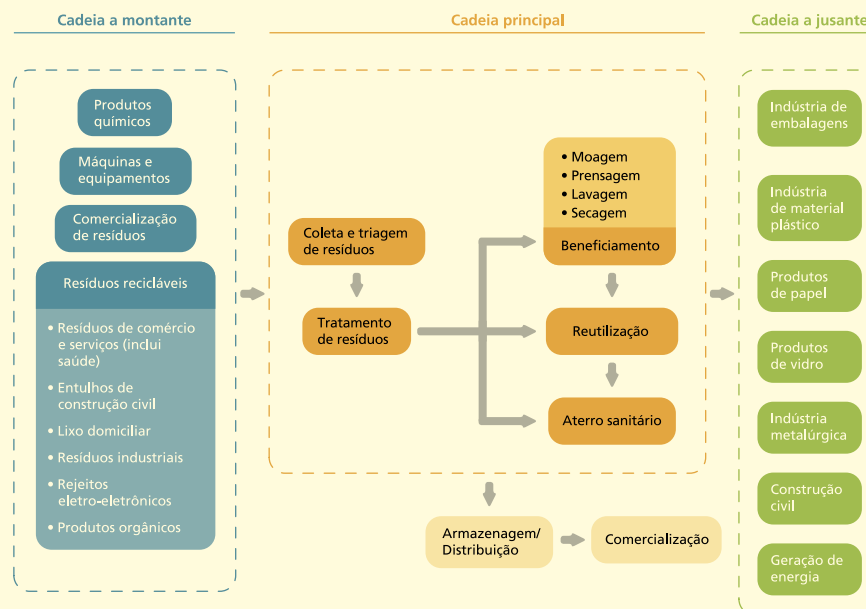 Cadeia a montante
Produtos
químicos
Máquinas e
equipamentos
Comercialização
de resíduos
Resíduos recicláveis
• Resíduos de comércio
e serviços (inclui
saúde)
• Entulhos de
construção civil
• Lixo domiciliar
• Resíduos industriais
• Rejeitos
eletro-eletrônicos
• Produtos orgânicos
Cadeia principal
Coleta e triagem
de resíduos
Tratamento
de resíduos
• Moagem
• Prensagem
• Lavagem
• Secagem
Beneficiamento
Reutilização
Aterro sanitário
Armazenagem/
Distribuição
Comercialização
Cadeia a jusante
Indústria de
embalagens
Indústria
de material
plástico
Produtos
de papel
Produtos
de vidro
Indústria
metalúrgica
Construção
civil
Geração de
energia